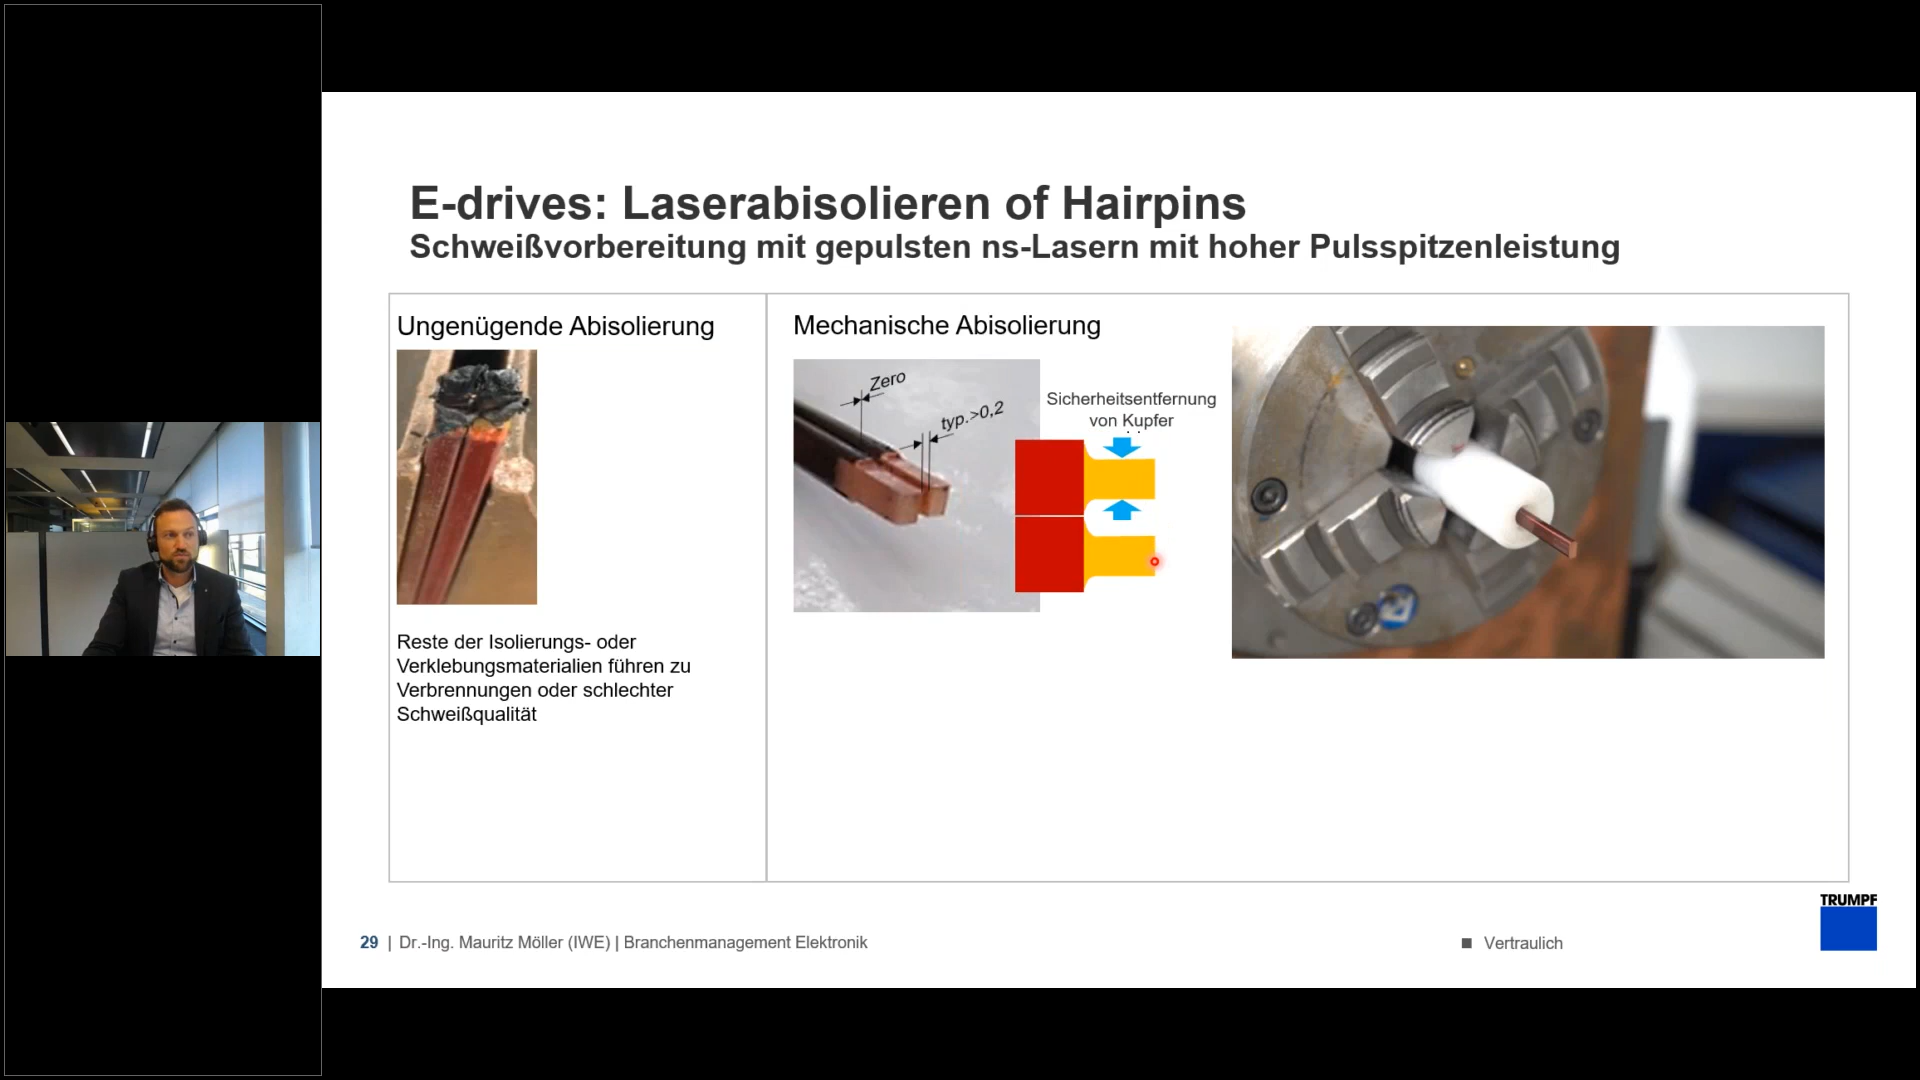 E-drives: Laserabisolieren of Hairpins
Schweißvorbereitung mit gepulsten ns-Lasern mit hoher Pulsspitzenleistung
Ungenügende Abisolierung
Reste der Isolierungs- oder
Verklebungsmaterialien führen zu
Verbrennungen oder schlechter
Schweißqualität
Mechanische Abisolierung
Zero
typ.>0,2
Sicherheitsentfernung
von Kupfer
29 | Dr.-Ing. Mauritz Möller (IWE) | Branchenmanagement Elektronik
Vertraulich
TRUMPF